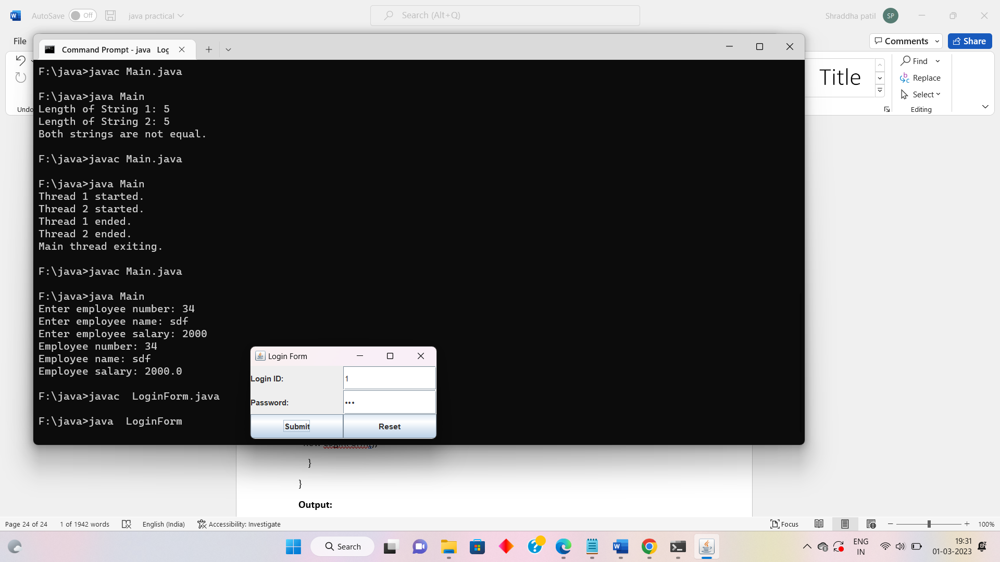 AutoSave Off java practical Search (Alt+Q) Shraddha patil SP
File Comments Share
Command Prompt - java Log
Undo
Title
Find
Replace
Select
Editing
F:\java>javac Main.java
F:\java>java Main
Length of String 1: 5
Length of String 2: 5
Both strings are not equal.
F:\java>javac Main.java
F:\java>java Main
Thread 1 started.
Thread 2 started.
Thread 1 ended.
Thread 2 ended.
Main thread exiting.
F:\java>javac Main.java
F:\java>java Main
Enter employee number: 34
Enter employee name: sdf
Enter employee salary: 2000
Employee number: 34
Employee name: sdf
Employee salary: 2000.0
F:\java>javac  LoginForm.java
F:\java>java  LoginForm
Login Form
Login ID: 1
Password: •••
Submit Reset
new LoginForm();
}
}
Output:
Page 24 of 24 1 of 1942 words English (India) Accessibility: Investigate Focus 100%
Search ENG IN 19:31
01-03-2023